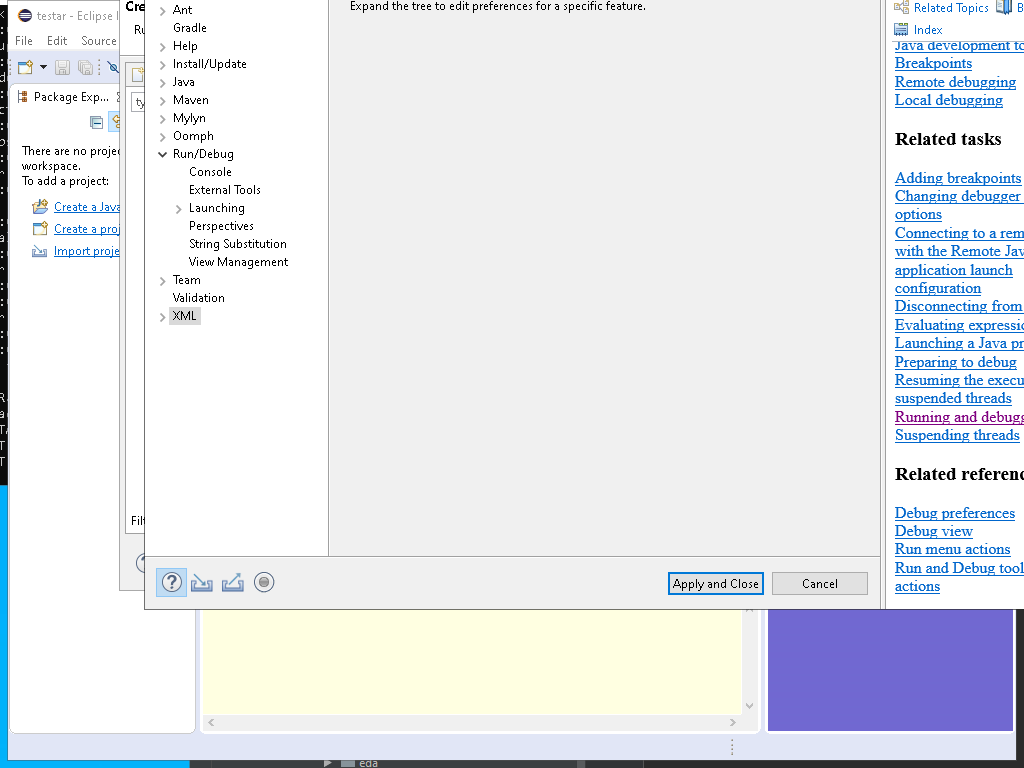 testar - Eclipse I
File Edit Source
Package Exp...
There are no proje
workspace.
To add a project:
Create a Java
Create a proj
Import proje
Cre
Ru
ty
Filt
Ant
Gradle
Help
Install/Update
Java
Maven
Mylyn
Oomph
Run/Debug
Console
External Tools
Launching
Perspectives
String Substitution
View Management
Team
Validation
XML
Expand the tree to edit preferences for a specific feature.
Apply and Close
Cancel
Related Topics B
Index
Java development to
Breakpoints
Remote debugging
Local debugging
Related tasks
Adding breakpoints
Changing debugger
options
Connecting to a rem
with the Remote Jav
application launch
configuration
Disconnecting from
Evaluating expressio
Launching a Java pr
Preparing to debug
Resuming the execu
suspended threads
Running and debugg
Suspending threads
Related referenc
Debug preferences
Debug view
Run menu actions
Run and Debug tool
actions
eda